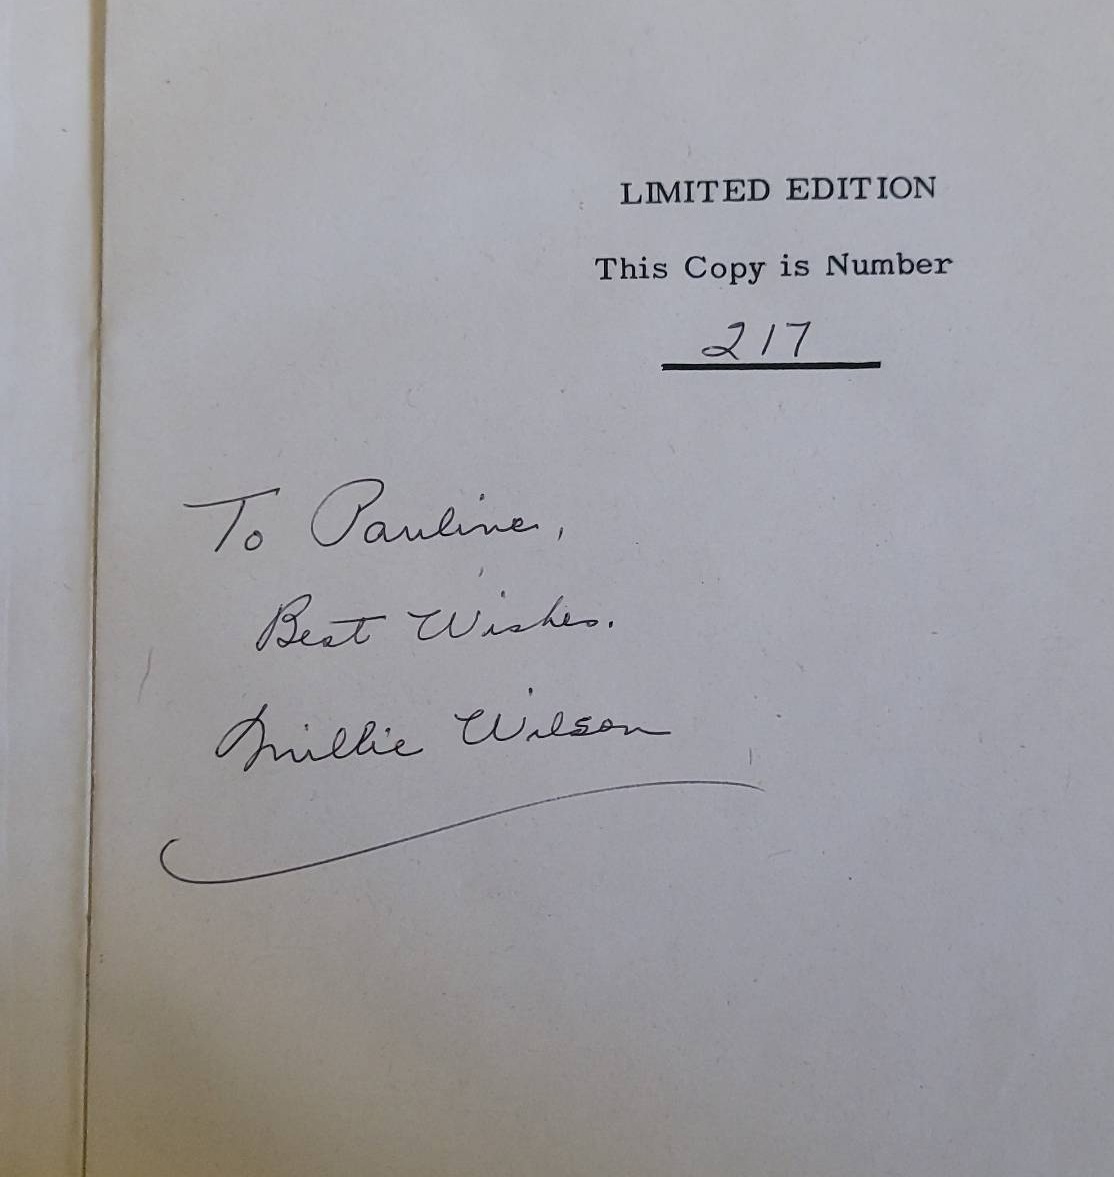 LIMITED EDITION
This Copy is Number
217
To Pauline,
Best Wishes.
Millie Wilson